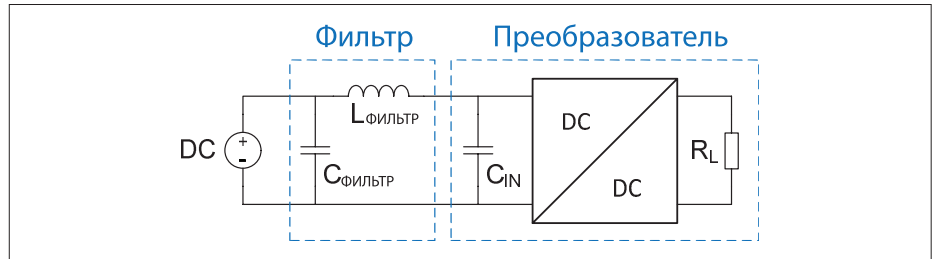 Фильтр
Преобразователь
DC
+
-
LФИЛЬТР
CФИЛЬТР
CIN
DC
DC
RL